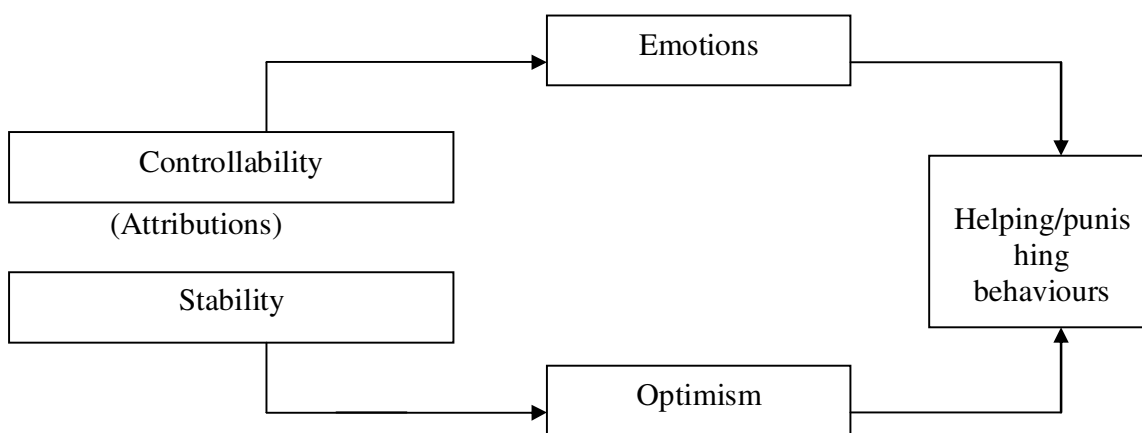 Emotions
Controllability
(Attributions)
Helping/punis
hing
behaviours
Stability
Optimism